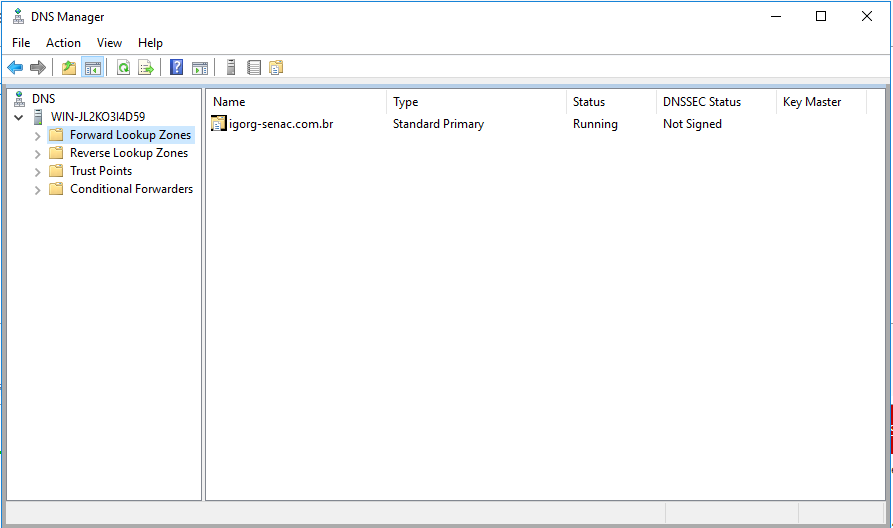 DNS Manager
File Action View Help
DNS
WIN-JL2KO3I4D59
Forward Lookup Zones
Reverse Lookup Zones
Trust Points
Conditional Forwarders
Name Type Status DNSSEC Status Key Master
igorg-senac.com.br Standard Primary Running Not Signed